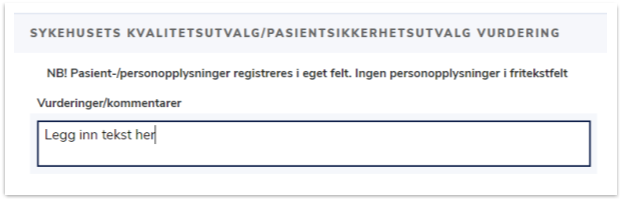 SYKEHUSETS KVALITETSUTVALG/PASIENTSIKKERHETSUTVALG VURDERING
NB! Pasient-/personopplysninger registreres i eget felt. Ingen personopplysninger i fritekstfelt
Vurderinger/kommentarer
Legg inn tekst her